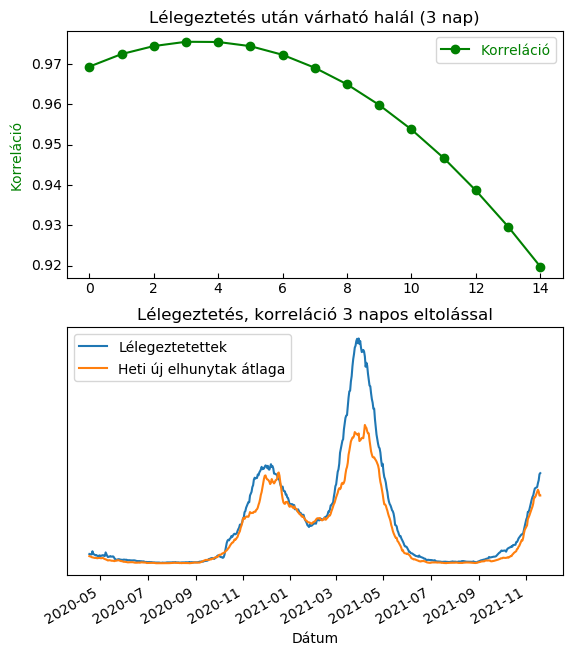 Lélegeztetés után várható halál (3 nap)
Korreláció
Korreláció
0.97
0.96
0.95
0.94
0.93
0.92
0 2 4 6 8 10 12 14
Lélegeztetés, korreláció 3 napos eltolással
Lélegeztetettek
Heti új elhunytak átlaga
2020-05 2020-07 2020-09 2020-11 2021-01 2021-03 2021-05 2021-07 2021-09 2021-11
Dátum